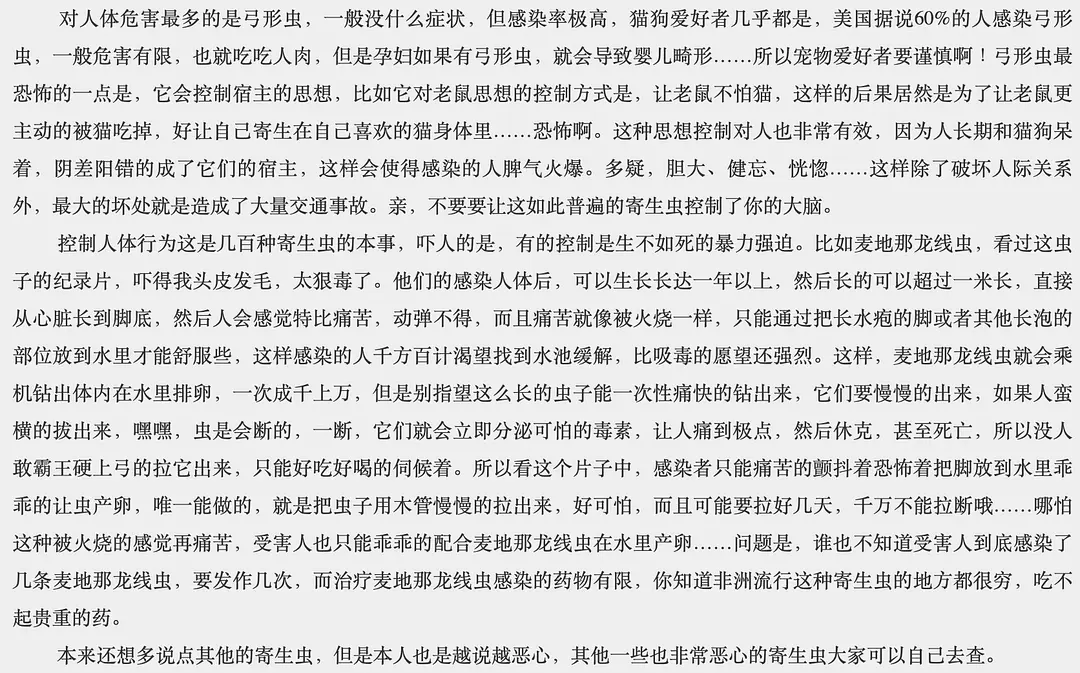 对人体危害最多的是弓形虫，一般没什么症状，但感染率极高，猫狗爱好者几乎都是，美国据说60%的人感染弓形
虫，一般危害有限，也就吃吃人肉，但是孕妇如果有弓形虫，就会导致婴儿畸形……所以宠物爱好者要谨慎啊！弓形虫最
恐怖的一点是，它会控制宿主的思想，比如它对老鼠思想的控制方式是，让老鼠不怕猫，这样的后果居然是为了让老鼠更
主动的被猫吃掉，好让自己寄生在自己喜欢的猫身体里……恐怖啊。这种思想控制对人也非常有效，因为人长期和猫狗呆
着，阴差阳错的成了它们的宿主，这样会使得感染的人脾气火爆。多疑，胆大、健忘、恍惚……这样除了破坏人际关系
外，最大的坏处就是造成了大量交通事故。亲，不要要让这如此普遍的寄生虫控制了你的大脑。
控制人体行为这是几百种寄生虫的本事，吓人的是，有的控制是生不如死的暴力强迫。比如麦地那龙线虫，看过这虫
子的纪录片，吓得我头皮发毛，太狠毒了。他们的感染人体后，可以生长长达一年以上，然后长的可以超过一米长，直接
从心脏长到脚底，然后人会感觉特比痛苦，动弹不得，而且痛苦就像被火烧一样，只能通过把长水疱的脚或者其他长泡的
部位放到水里才能舒服些，这样感染的人千方百计渴望找到水池缓解，比吸毒的愿望还强烈。这样，麦地那龙线虫就会乘
机钻出体内在水里排卵，一次成千上万，但是别指望这么长的虫子能一次性痛快的钻出来，它们要慢慢的出来，如果人蛮
横的拔出来，嘿嘿，虫是会断的，一断，它们就会立即分泌可怕的毒素，让人痛到极点，然后休克，甚至死亡，所以没人
敢霸王硬上弓的拉它出来，只能好吃好喝的伺候着。所以看这个片子中，感染者只能痛苦的颤抖着恐怖着把脚放到水里乖
乖的让虫产卵，唯一能做的，就是把虫子用木管慢慢的拉出来，好可怕，而且可能要拉好几天，千万不能拉断哦……哪怕
这种被火烧的感觉再痛苦，受害人也只能乖乖的配合麦地那龙线虫在水里产卵……问题是，谁也不知道受害人到底感染了
几条麦地那龙线虫，要发作几次，而治疗麦地那龙线虫感染的药物有限，你知道非洲流行这种寄生虫的地方都很穷，吃不
起贵重的药。
本来还想多说点其他的寄生虫，但是本人也是越说越恶心，其他一些也非常恶心的寄生虫大家可以自己去查。